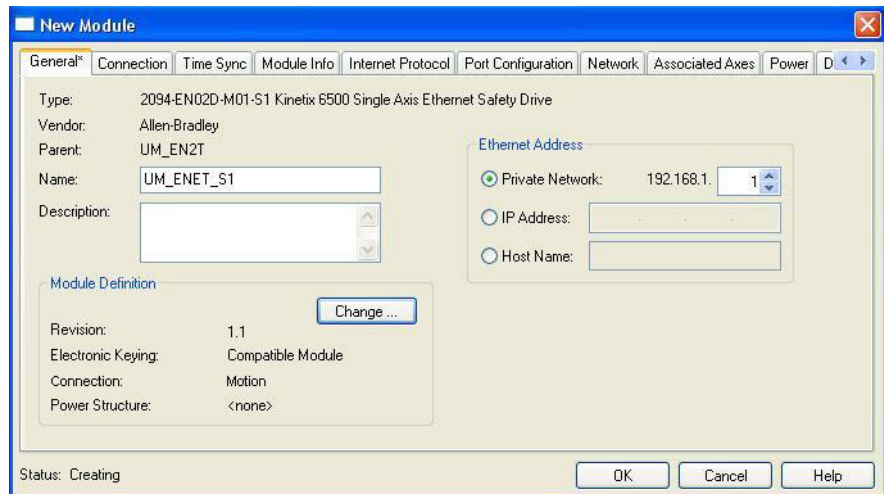 New Module
General* Connection Time Sync Module Info Internet Protocol Port Configuration Network Associated Axes Power D
Type: 2094-EN02D-M01-S1 Kinetix 6500 Single Axis Ethernet Safety Drive
Vendor: Allen-Bradley
Parent: UM_EN2T
Name: UM_ENET_S1
Description:
Ethernet Address
Private Network: 192.168.1. 1
IP Address: . . .
Host Name:
Module Definition
Change ...
Revision: 1.1
Electronic Keying: Compatible Module
Connection: Motion
Power Structure: <none>
Status: Creating
OK Cancel Help